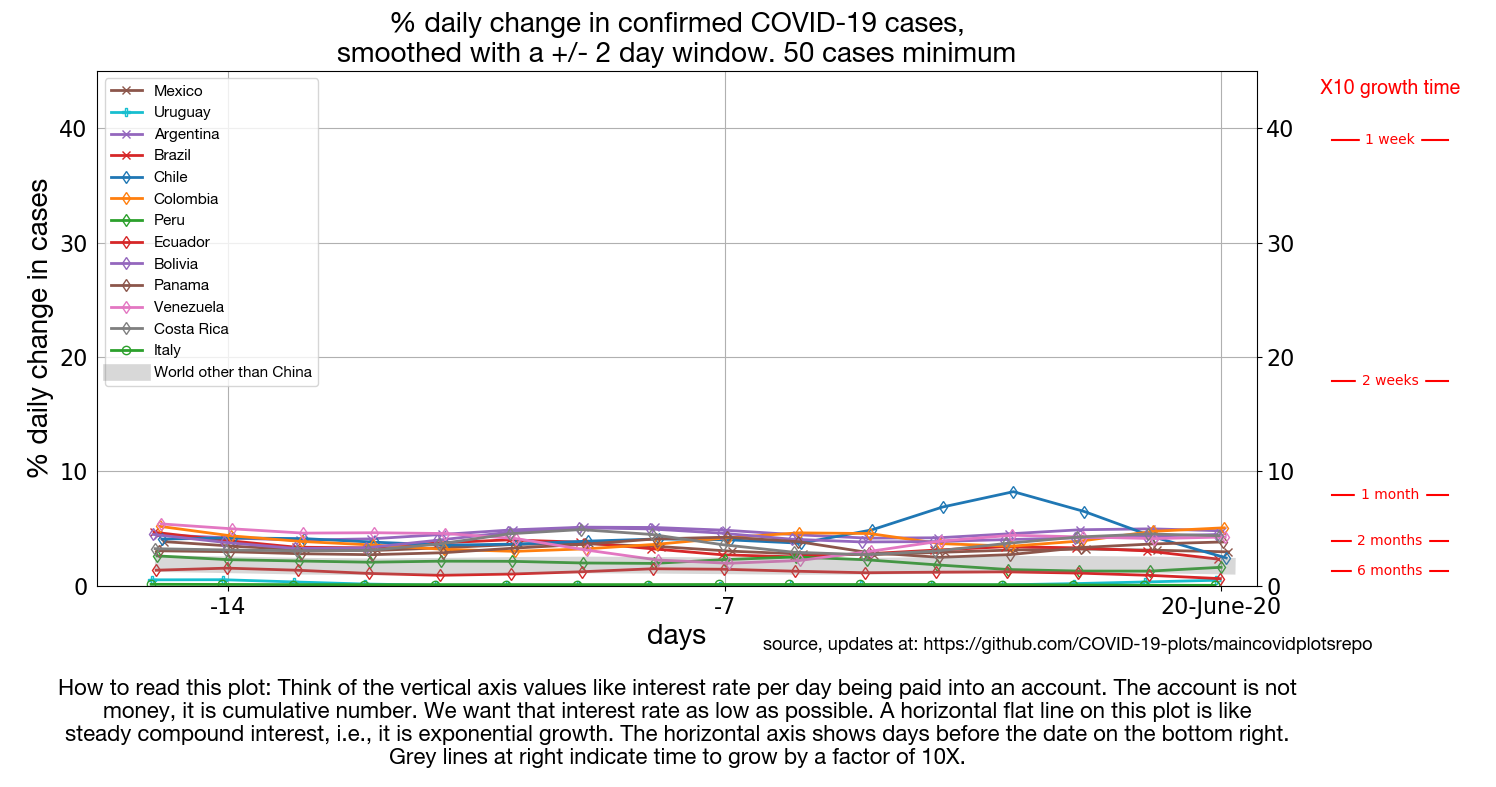 % daily change in confirmed COVID-19 cases,
smoothed with a +/- 2 day window. 50 cases minimum
X10 growth time
% daily change in cases
40
30
20
10
0
Mexico
Uruguay
Argentina
Brazil
Chile
Colombia
Peru
Ecuador
Bolivia
Panama
Venezuela
Costa Rica
Italy
World other than China
40
30
20
10
0
1 week
2 weeks
1 month
2 months
6 months
-14
-7
20-June-20
days
source, updates at: https://github.com/COVID-19-plots/maincovidplotsrepo
How to read this plot: Think of the vertical axis values like interest rate per day being paid into an account. The account is not
money, it is cumulative number. We want that interest rate as low as possible. A horizontal flat line on this plot is like
steady compound interest, i.e., it is exponential growth. The horizontal axis shows days before the date on the bottom right.
Grey lines at right indicate time to grow by a factor of 10X.